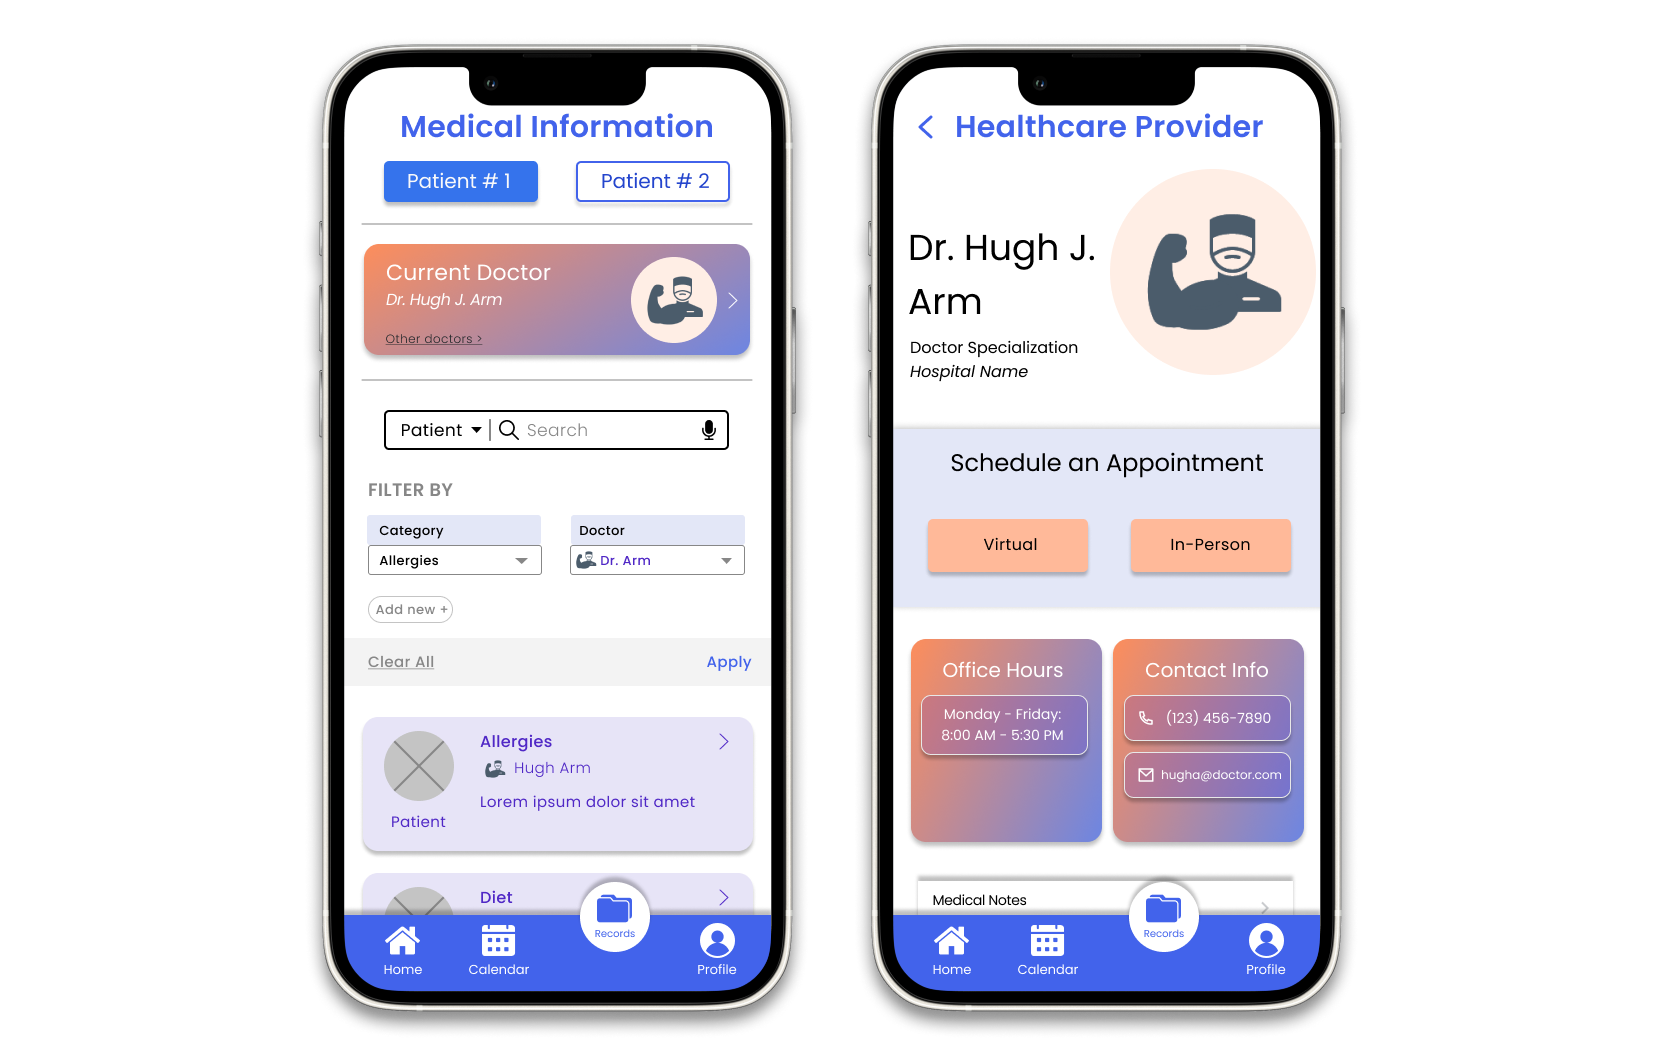 Medical Information
Patient # 1
Patient # 2
Current Doctor
Dr. Hugh J. Arm
Other doctors >
Patient
Search
FILTER BY
Category
Doctor
Allergies
Dr. Arm
Add new +
Clear All
Apply
Allergies
Hugh Arm
Lorem ipsum dolor sit amet
Patient
Diet
Home
Calendar
Records
Profile
Healthcare Provider
Dr. Hugh J.
Arm
Doctor Specialization
Hospital Name
Schedule an Appointment
Virtual
In-Person
Office Hours
Monday - Friday:
8:00 AM - 5:30 PM
Contact Info
(123) 456-7890
hugha@doctor.com
Medical Notes
Home
Calendar
Records
Profile